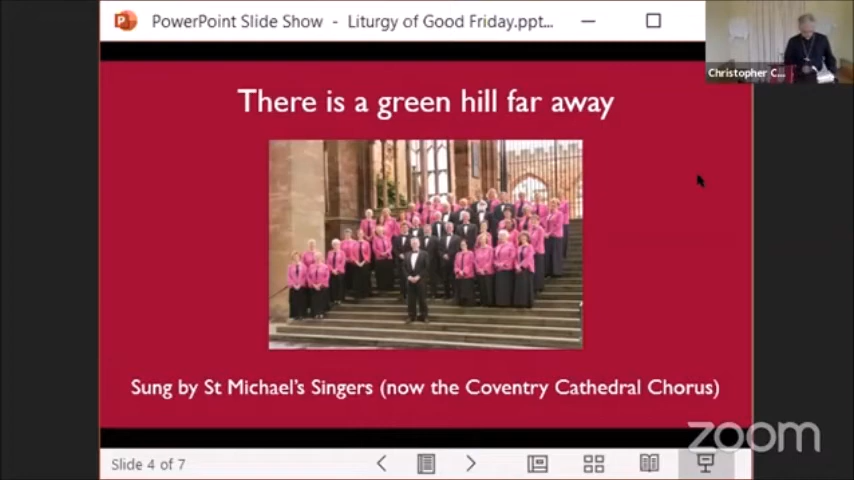 PowerPoint Slide Show - Liturgy of Good Friday.ppt...
Christopher C...
There is a green hill far away
Sung by St Michael's Singers (now the Coventry Cathedral Chorus)
zoom
Slide 4 of 7